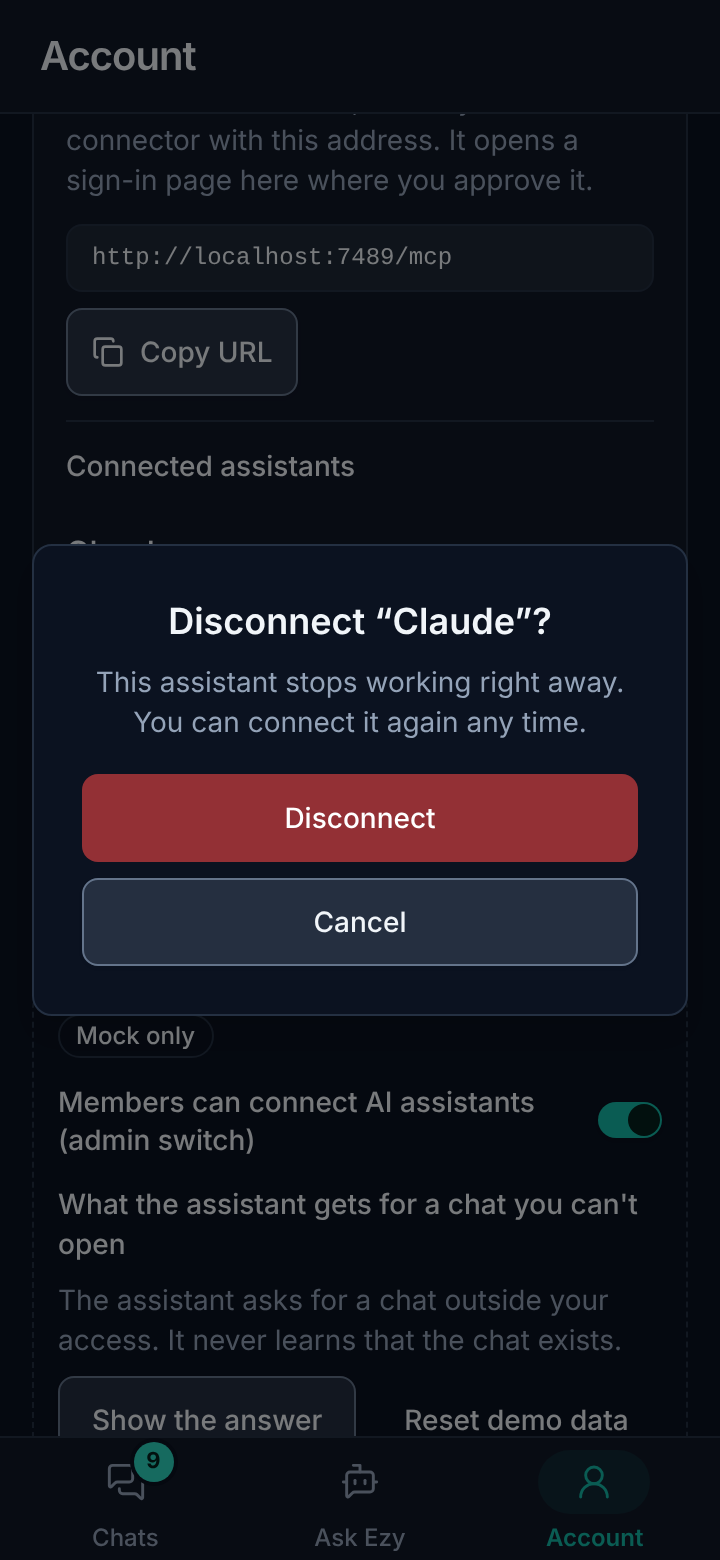 Account
connector with this address. It opens a
sign-in page here where you approve it.
http://localhost:7489/mcp
Copy URL
Connected assistants
Disconnect “Claude”?
This assistant stops working right away.
You can connect it again any time.
Disconnect
Cancel
Mock only
Members can connect AI assistants
(admin switch)
What the assistant gets for a chat you can't
open
The assistant asks for a chat outside your
access. It never learns that the chat exists.
Show the answer
Reset demo data
9
Chats
Ask Ezy
Account